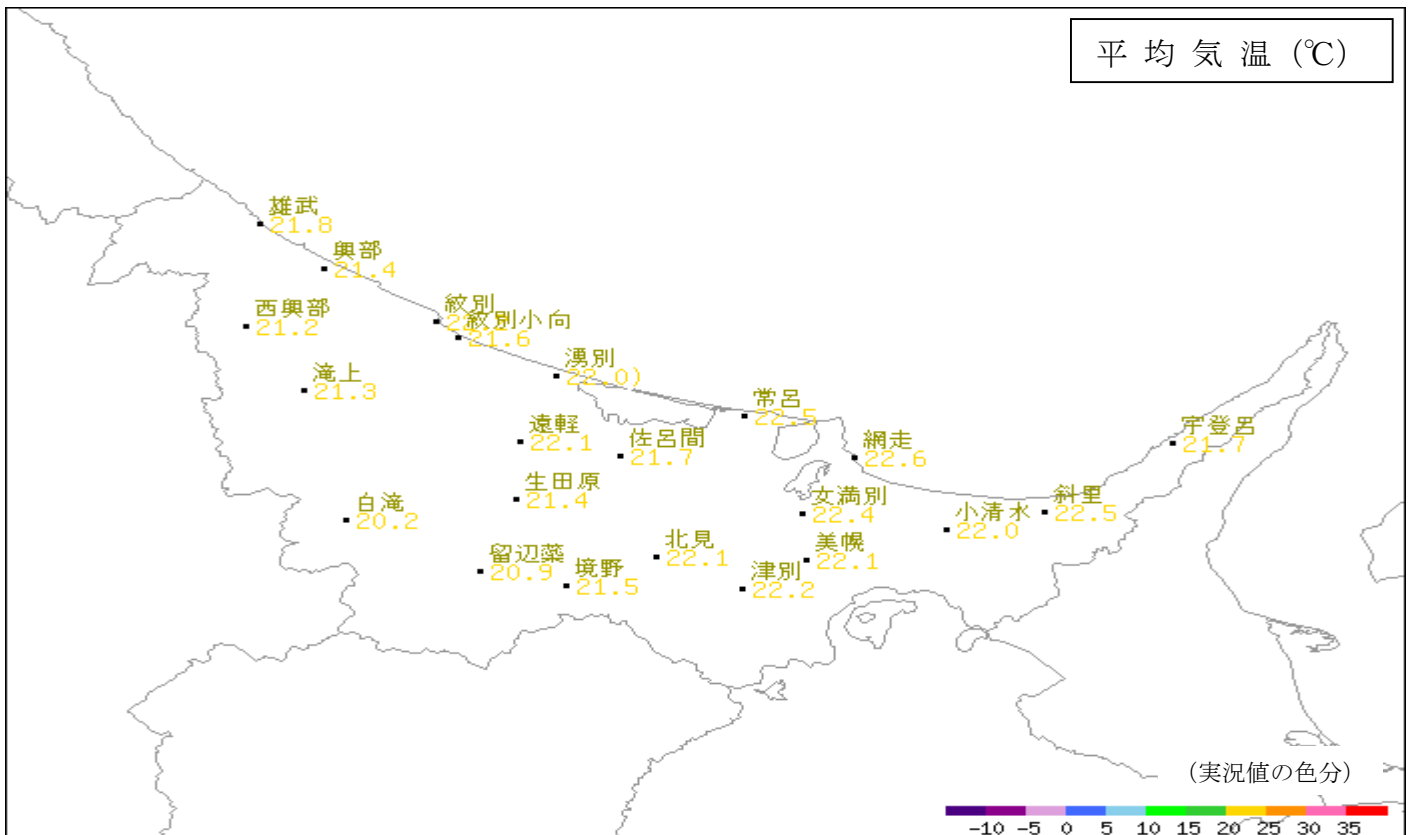 平 均 気 温 (℃)
雄武
21.8
興部
21.4
西興部
21.2
紋別
紋別小向
21.6
滝上
21.3
湧別
22.0)
常呂
22.5
遠軽
22.1
佐呂間
21.7
網走
22.6
宇登呂
21.7
生田原
21.4
白滝
20.2
女満別
22.4
小清水
22.0
斜里
22.5
北見
22.1
美幌
22.1
留辺蘂
20.9
境野
21.5
津別
22.2
(実況値の色分)
-10 -5 0 5 10 15 20 25 30 35